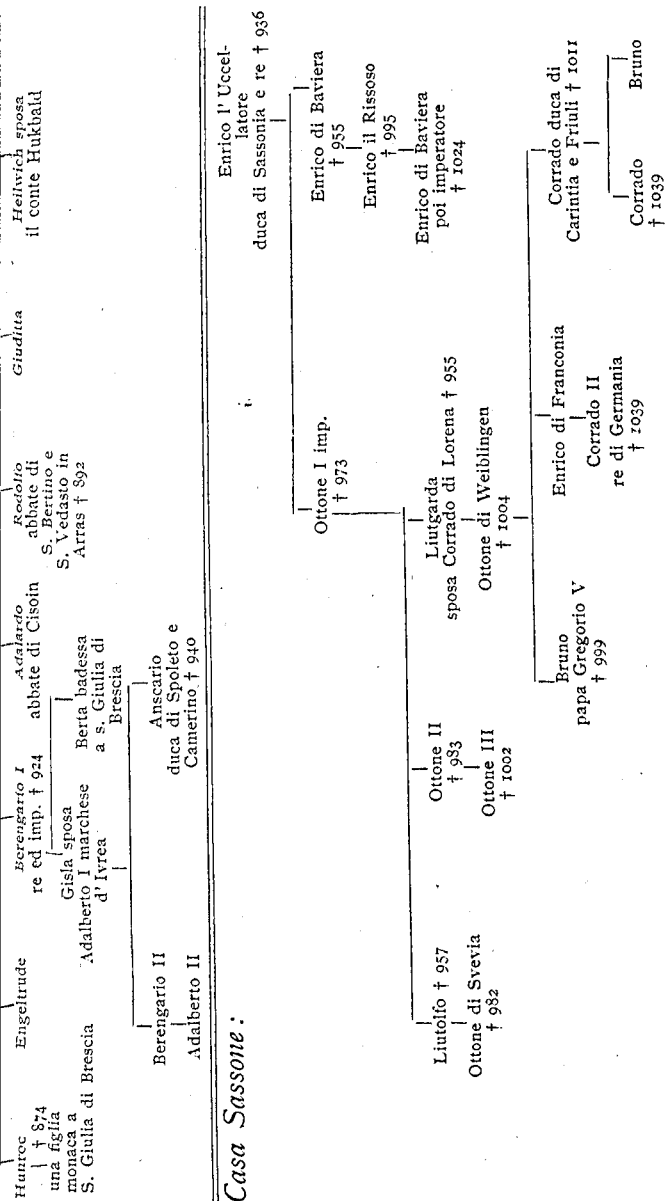 Hunroc
† 874
una figlia
monaca a
S. Giulia di Brescia
Engeltrude
Berengario I
re ed imp. † 924
Adalardo
abbate di Cisoin
Rodolfo
abbate di
S. Bertino e
S. Vedasto in
Arras † 892
Giuditta
Heilvich sposa
il conte Hukbald
Gisla sposa
Adalberto I marchese
d'Ivrea
Berta badessa
a s. Giulia di
Brescia
Berengario II
Adalberto II
Anscario
duca di Spoleto e
Camerino † 940
Casa Sassone:
Enrico l'Uccel-
latore
duca di Sassonia e re † 936
Ottone I imp.
† 973
Enrico di Baviera
† 955
Enrico il Rissoso
† 995
Enrico di Baviera
poi imperatore
† 1024
Liutolfo † 957
Ottone di Svevia
† 982
Ottone II
† 983
Ottone III
† 1002
Liutgarda
sposa Corrado di Lorena † 955
Ottone di Weiblingen
† 1004
Bruno
papa Gregorio V
† 999
Enrico di Franconia
Corrado II
re di Germania
† 1039
Corrado duca di
Carintia e Friuli † 1011
Corrado
† 1039
Bruno